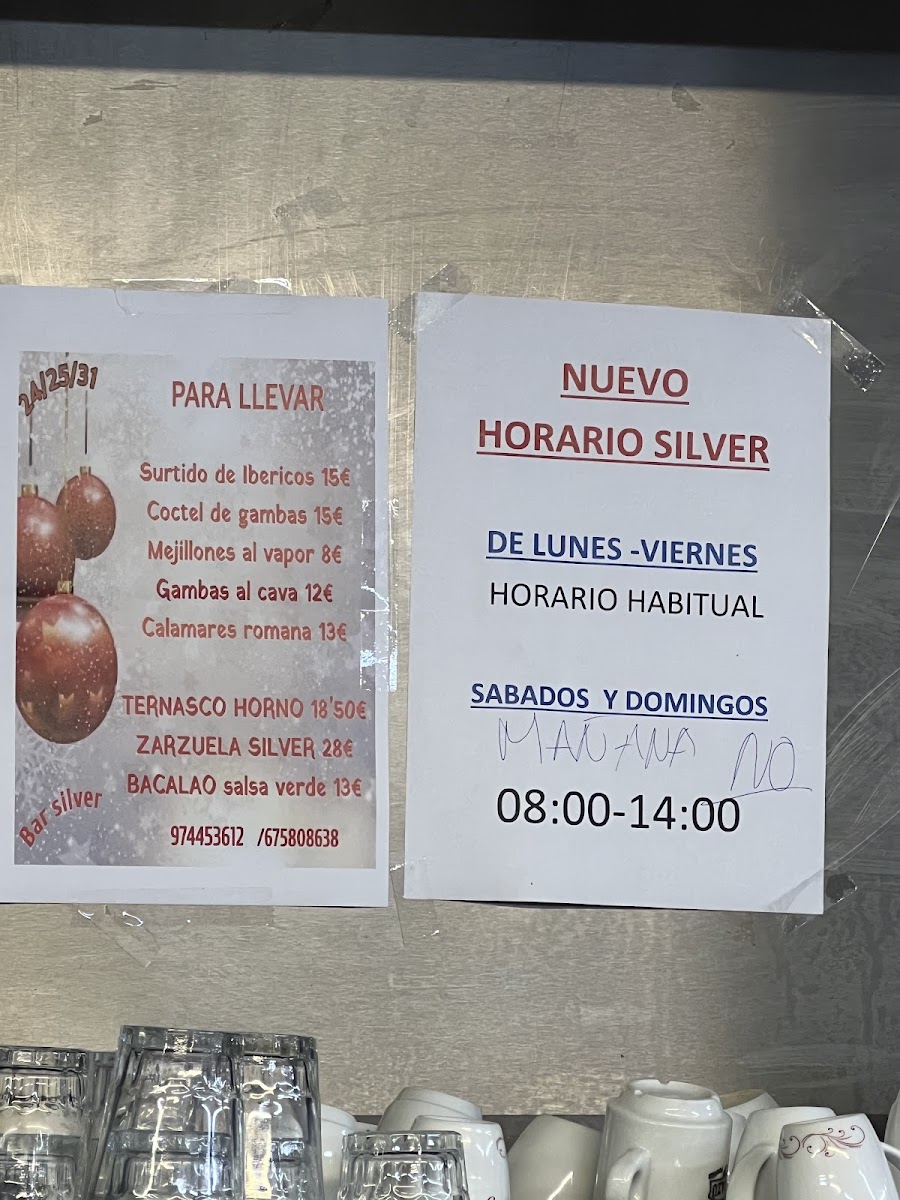 24/25/31
PARA LLEVAR
Surtido de Ibericos 15€
Coctel de gambas 15€
Mejillones al vapor 8€
Gambas al cava 12€
Calamares romana 13€
TERNASCO HORNO 18'50€
ZARZUELA SILVER 28€
BACALAO salsa verde 13€
Bar silver
974453612 /675808638
NUEVO
HORARIO SILVER
DE LUNES -VIERNES
HORARIO HABITUAL
SABADOS Y DOMINGOS
MAÑANA NO
08:00-14:00